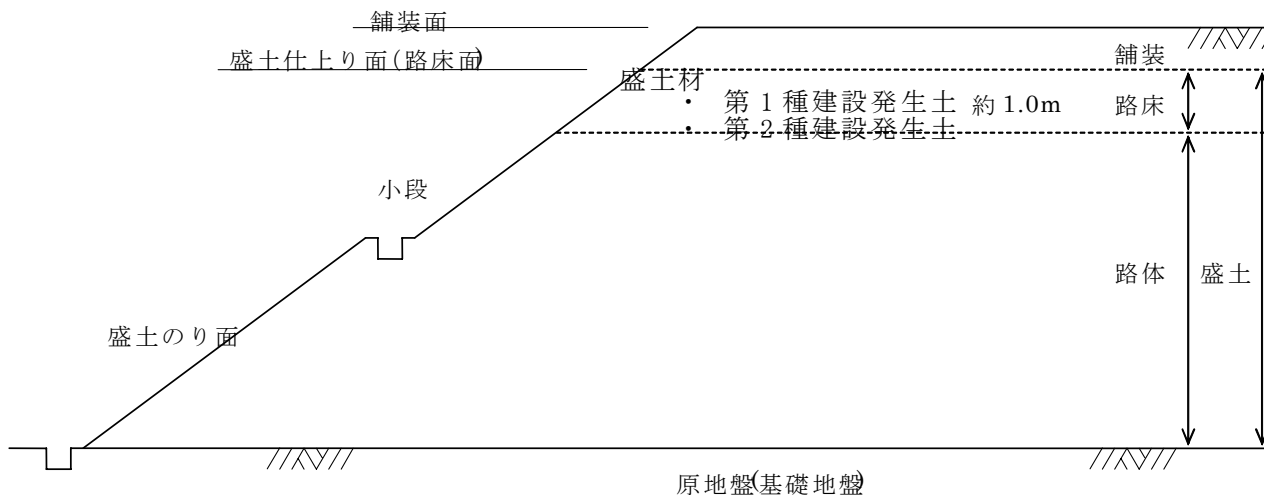 舗装面
盛土仕上り面(路床面)
舗装
盛土材
・ 第1種建設発生土 約1.0m 路床
・ 第2種建設発生土
小段
路体 盛土
盛土のり面
原地盤(基礎地盤)